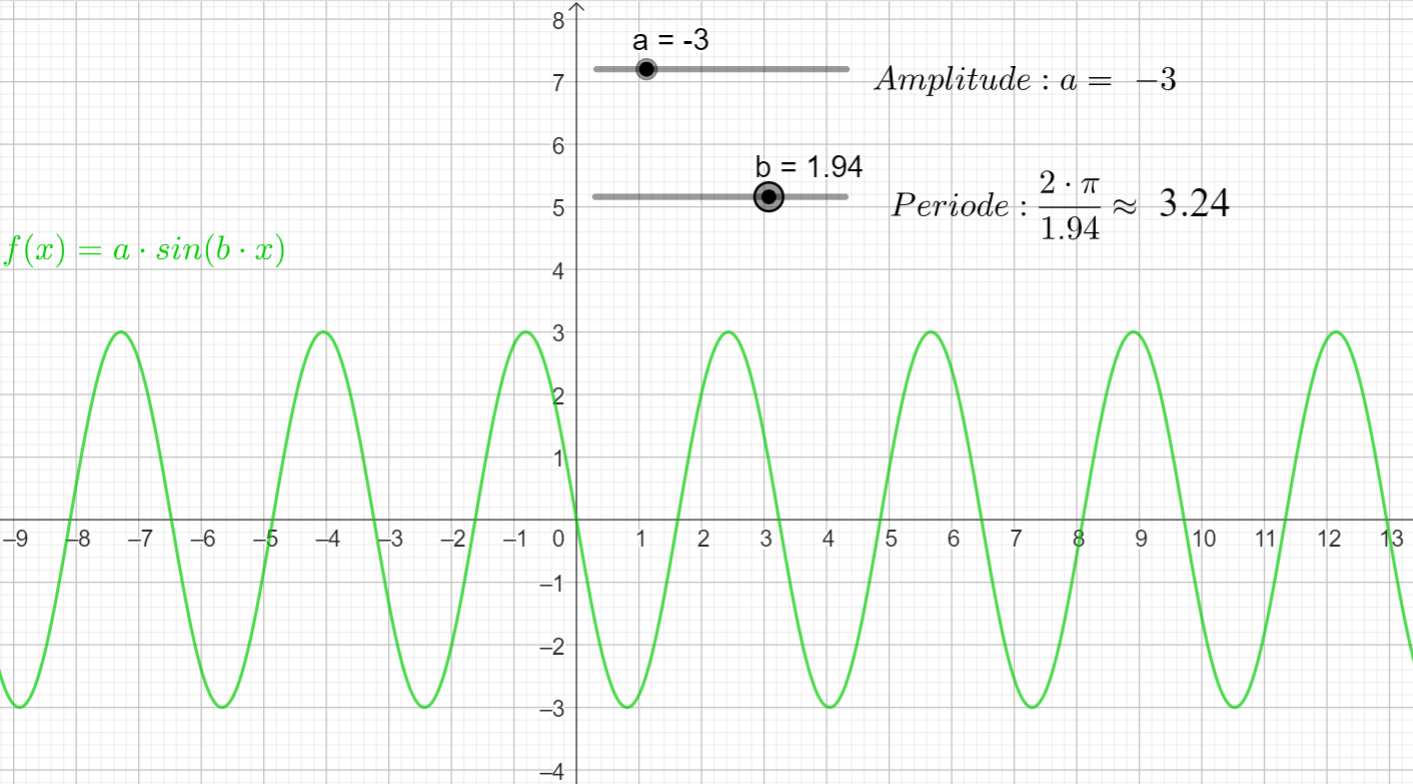 8
a = -3
7
Amplitude : a = −3
6
b = 1.94
5
Periode : 2 · π / 1.94 ≈ 3.24
f(x) = a · sin(b · x)
4
3
2
1
–9 –8 –7 –6 –5 –4 –3 –2 –1 0 1 2 3 4 5 6 7 8 9 10 11 12 13
–1
–2
–3
–4